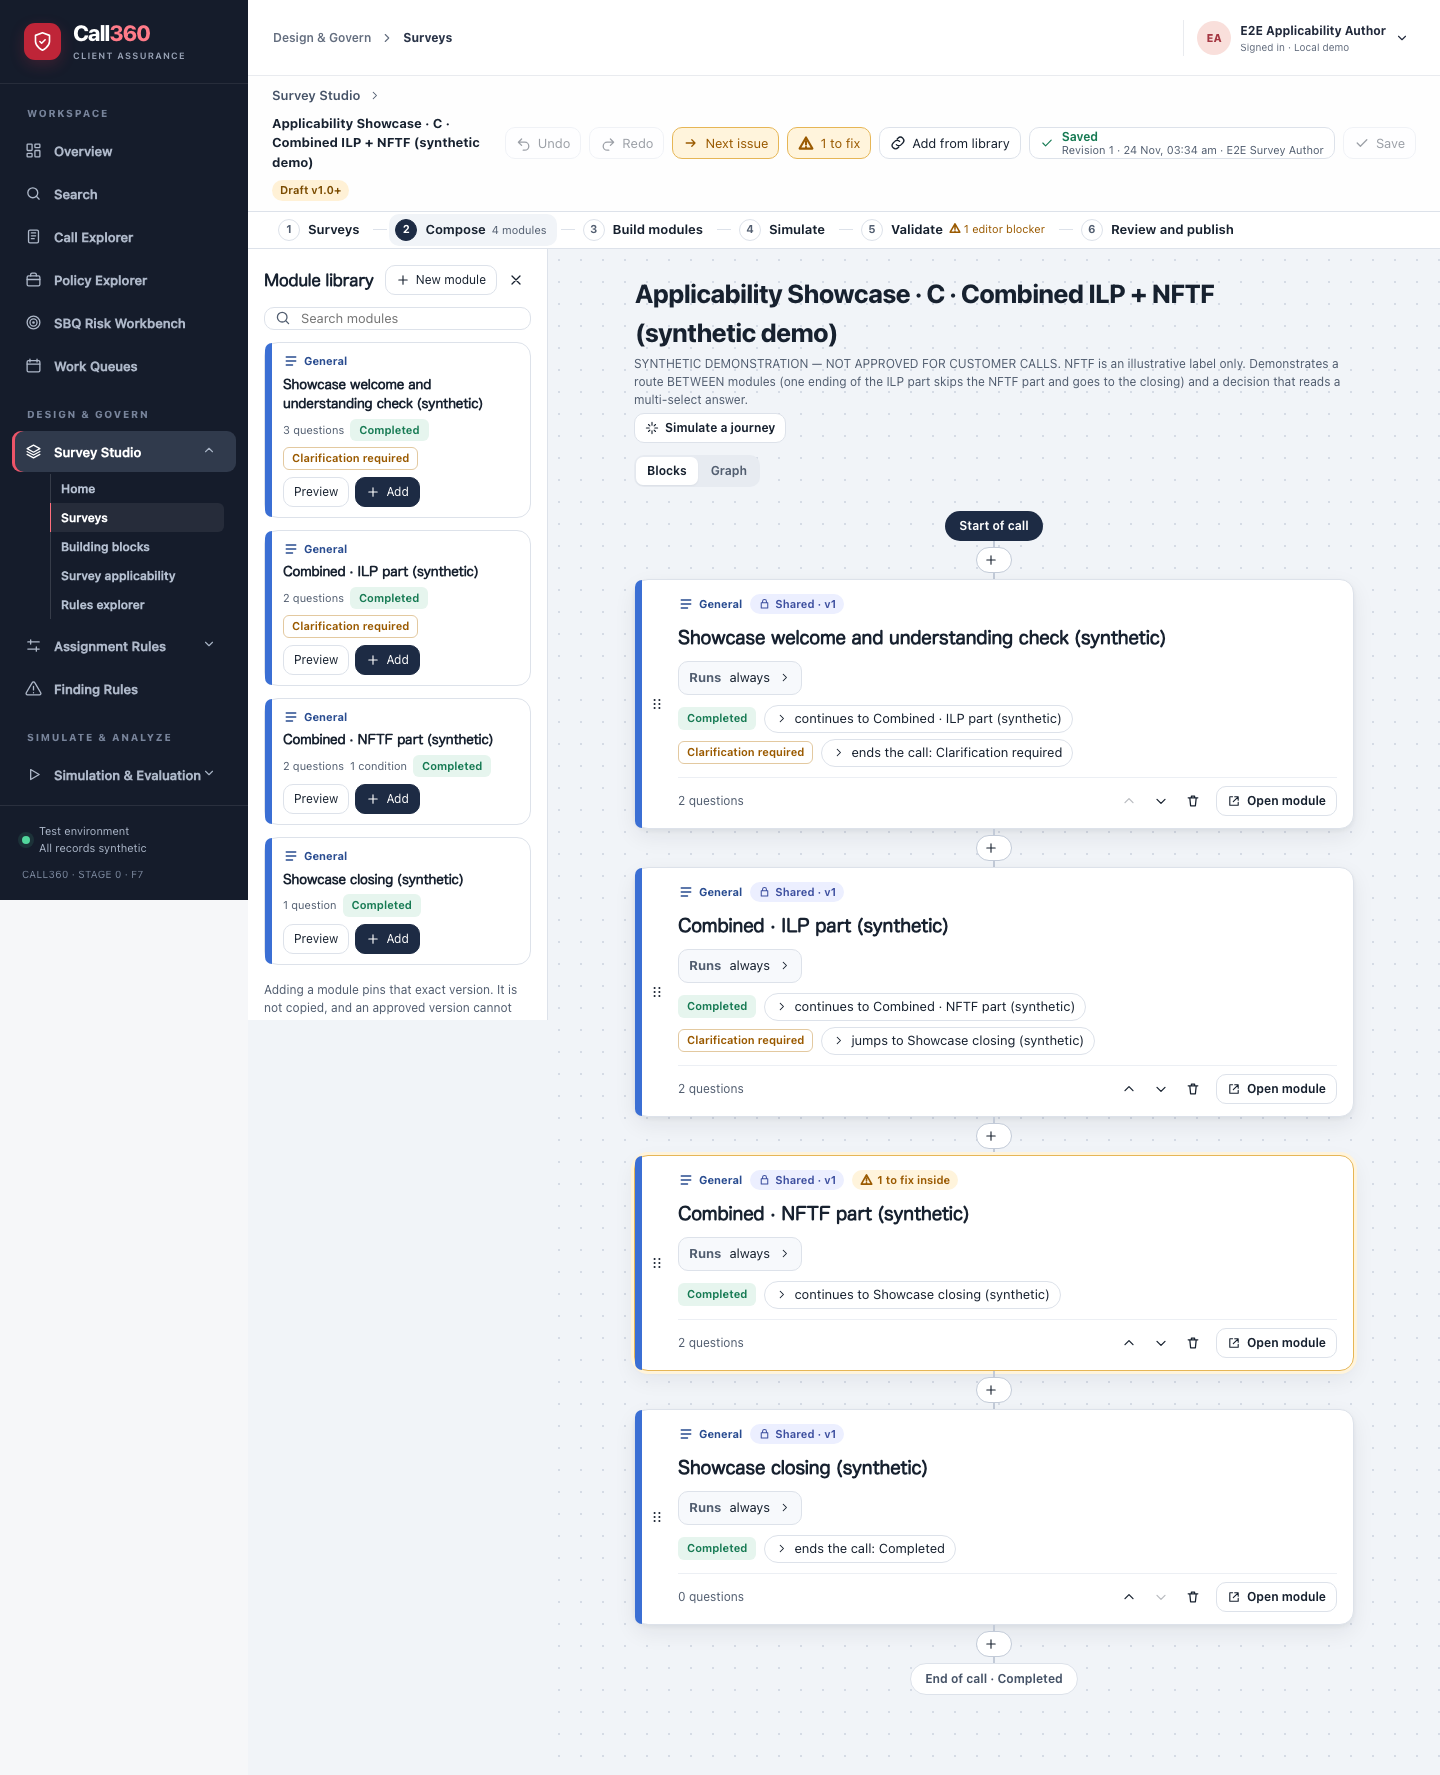 Call360
CLIENT ASSURANCE
WORKSPACE
Overview
Search
Call Explorer
Policy Explorer
SBQ Risk Workbench
Work Queues
DESIGN & GOVERN
Survey Studio
Home
Surveys
Building blocks
Survey applicability
Rules explorer
Assignment Rules
Finding Rules
SIMULATE & ANALYZE
Simulation & Evaluation
Test environment
All records synthetic
CALL360 · STAGE 0 · F7
Design & Govern
Surveys
EA
E2E Applicability Author
Signed in · Local demo
Survey Studio
Applicability Showcase · C ·
Combined ILP + NFTF (synthetic
demo)
Draft v1.0+
Undo
Redo
Next issue
1 to fix
Add from library
Saved
Revision 1 · 24 Nov, 03:34 am · E2E Survey Author
Save
1 Surveys
2 Compose 4 modules
3 Build modules
4 Simulate
5 Validate 1 editor blocker
6 Review and publish
Module library
New module
Search modules
General
Showcase welcome and
understanding check (synthetic)
3 questions Completed
Clarification required
Preview
Add
General
Combined · ILP part (synthetic)
2 questions Completed
Clarification required
Preview
Add
General
Combined · NFTF part (synthetic)
2 questions 1 condition Completed
Preview
Add
General
Showcase closing (synthetic)
1 question Completed
Preview
Add
Adding a module pins that exact version. It is
not copied, and an approved version cannot
Applicability Showcase · C · Combined ILP + NFTF
(synthetic demo)
SYNTHETIC DEMONSTRATION — NOT APPROVED FOR CUSTOMER CALLS. NFTF is an illustrative label only. Demonstrates a
route BETWEEN modules (one ending of the ILP part skips the NFTF part and goes to the closing) and a decision that reads a
multi-select answer.
Simulate a journey
Blocks
Graph
Start of call
General Shared · v1
Showcase welcome and understanding check (synthetic)
Runs always
Completed continues to Combined · ILP part (synthetic)
Clarification required ends the call: Clarification required
2 questions
Open module
General Shared · v1
Combined · ILP part (synthetic)
Runs always
Completed continues to Combined · NFTF part (synthetic)
Clarification required jumps to Showcase closing (synthetic)
2 questions
Open module
General Shared · v1 1 to fix inside
Combined · NFTF part (synthetic)
Runs always
Completed continues to Showcase closing (synthetic)
2 questions
Open module
General Shared · v1
Showcase closing (synthetic)
Runs always
Completed ends the call: Completed
0 questions
Open module
End of call · Completed